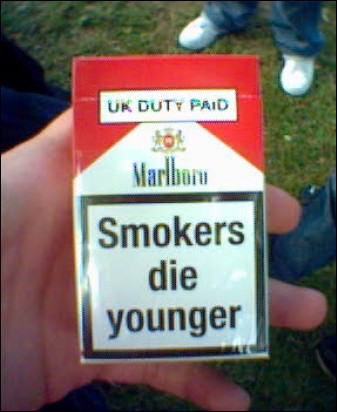 UK DUTY PAID
Marlboro
Smokers
die
younger